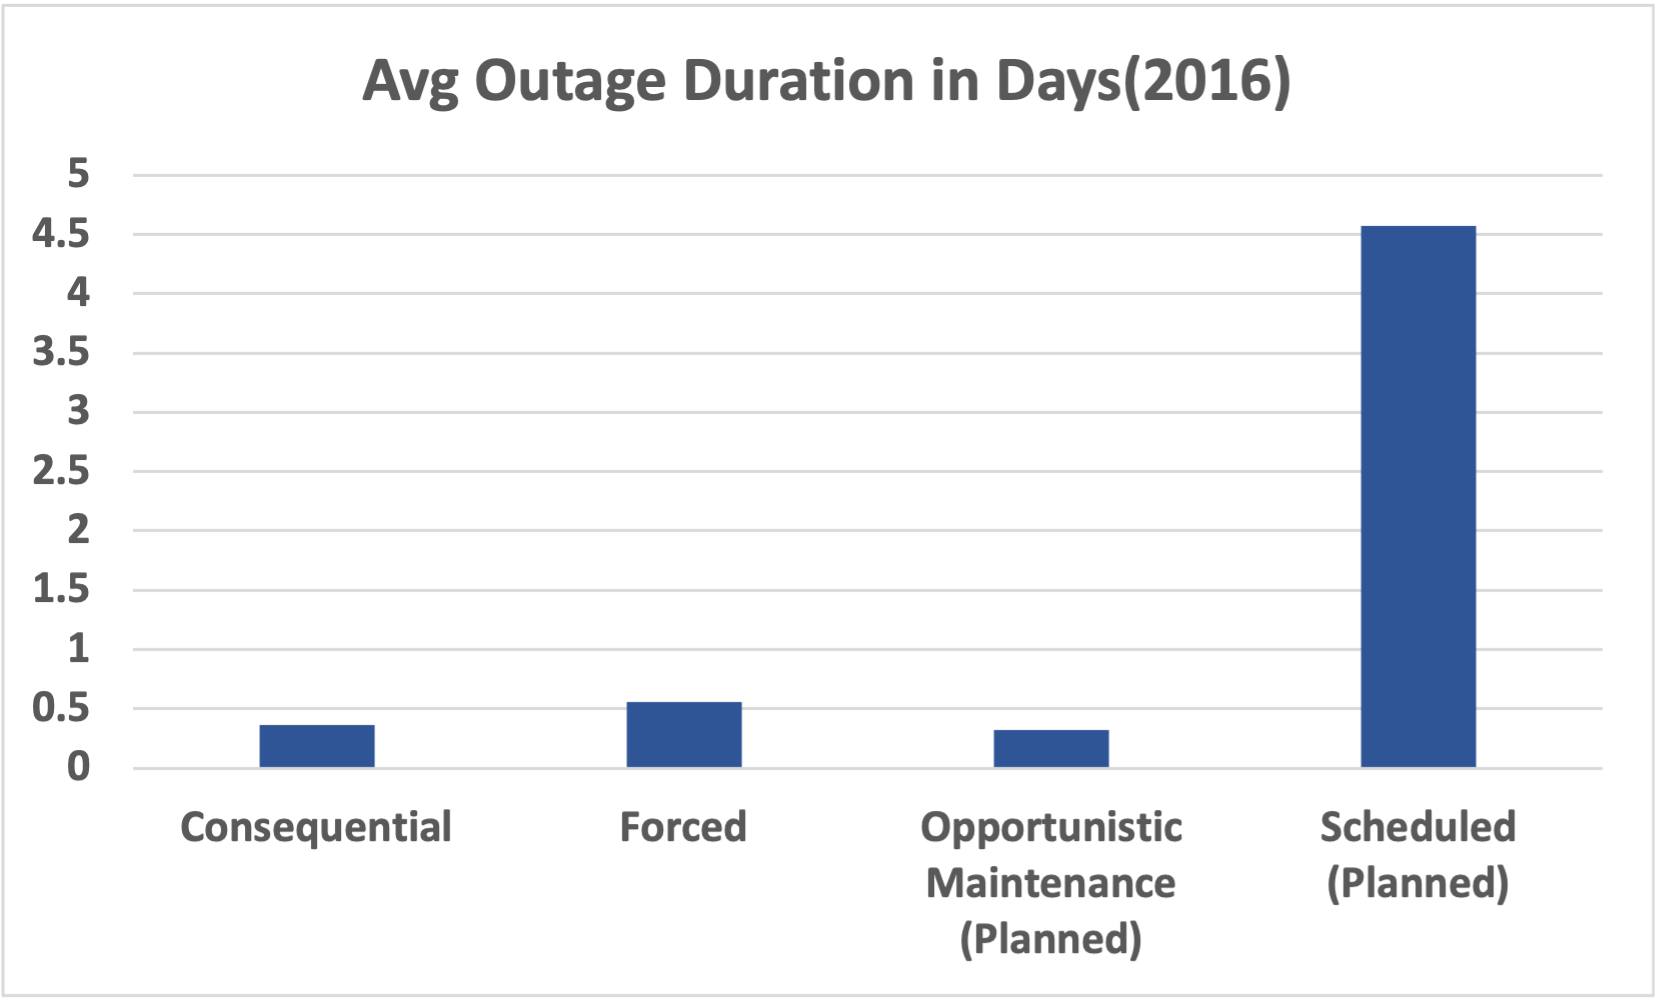 Avg Outage Duration in Days(2016)
5
4.5
4
3.5
3
2.5
2
1.5
1
0.5
0
Consequential
Forced
Opportunistic
Maintenance
(Planned)
Scheduled
(Planned)